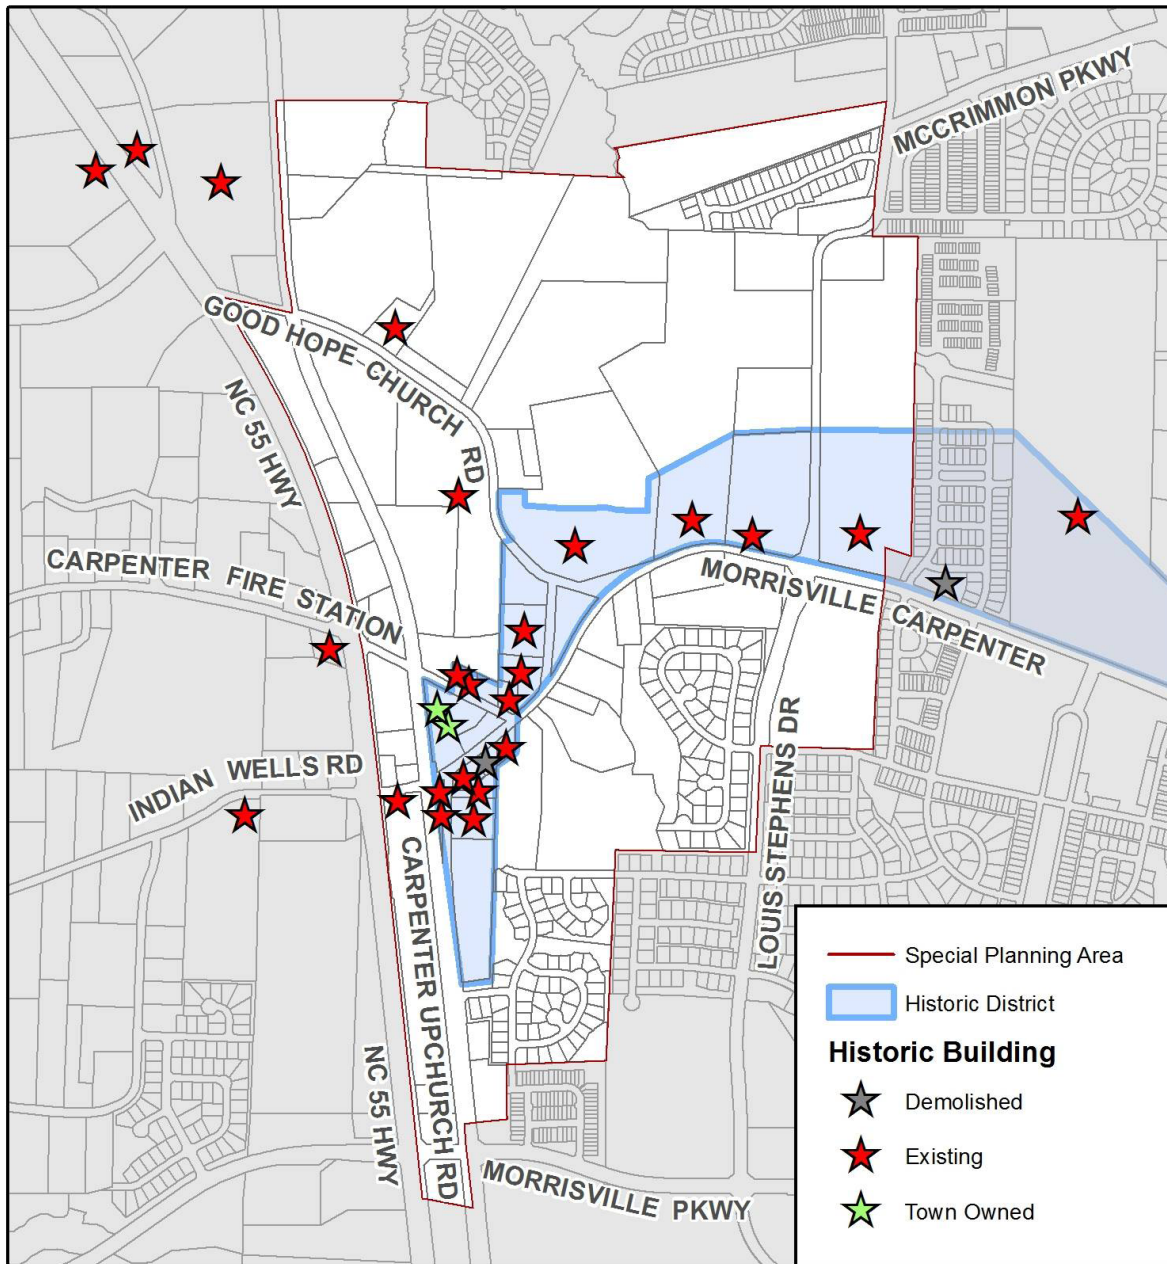 MCCRIMMON PKWY
GOOD HOPE CHURCH RD
NC 55 HWY
CARPENTER FIRE STATION
MORRISVILLE CARPENTER
INDIAN WELLS RD
LOUIS STEPHENS DR
CARPENTER UPCHURCH RD
NC 55 HWY
MORRISVILLE PKWY
Special Planning Area
Historic District
Historic Building
Demolished
Existing
Town Owned